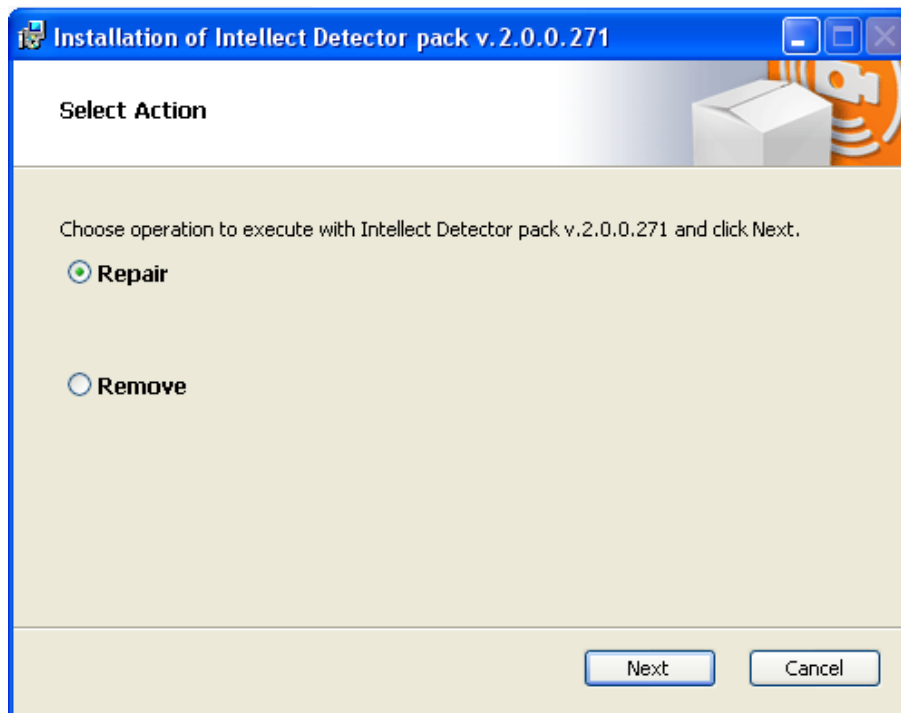 Installation of Intellect Detector pack v.2.0.0.271
Select Action
Choose operation to execute with Intellect Detector pack v.2.0.0.271 and click Next.
Repair
Remove
Next
Cancel